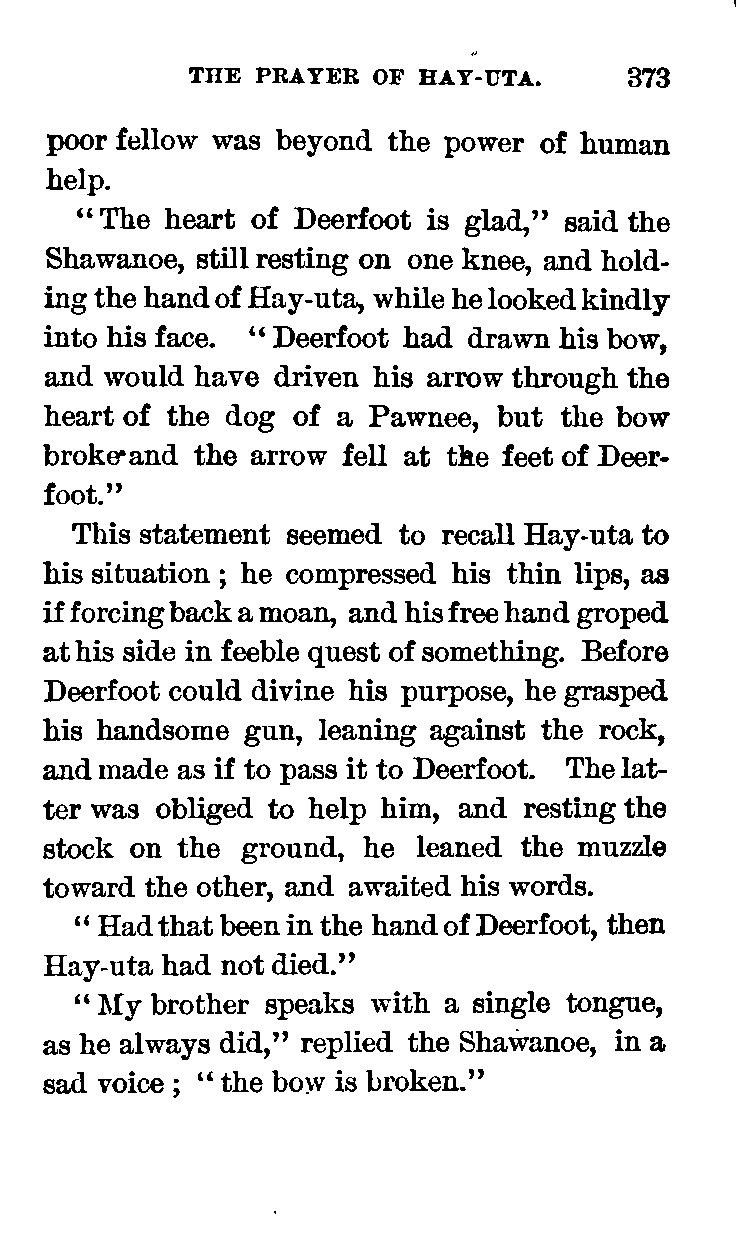 THE PRAYER OF HAY-UTA. 373
poor fellow was beyond the power of human
help.
"The heart of Deerfoot is glad," said the
Shawanoe, still resting on one knee, and hold-
ing the hand of Hay-uta, while he looked kindly
into his face. "Deerfoot had drawn his bow,
and would have driven his arrow through the
heart of the dog of a Pawnee, but the bow
broke and the arrow fell at the feet of Deer-
foot."
This statement seemed to recall Hay-uta to
his situation; he compressed his thin lips, as
if forcing back a moan, and his free hand groped
at his side in feeble quest of something. Before
Deerfoot could divine his purpose, he grasped
his handsome gun, leaning against the rock,
and made as if to pass it to Deerfoot. The lat-
ter was obliged to help him, and resting the
stock on the ground, he leaned the muzzle
toward the other, and awaited his words.
"Had that been in the hand of Deerfoot, then
Hay-uta had not died."
"My brother speaks with a single tongue,
as he always did," replied the Shawanoe, in a
sad voice; "the bow is broken."